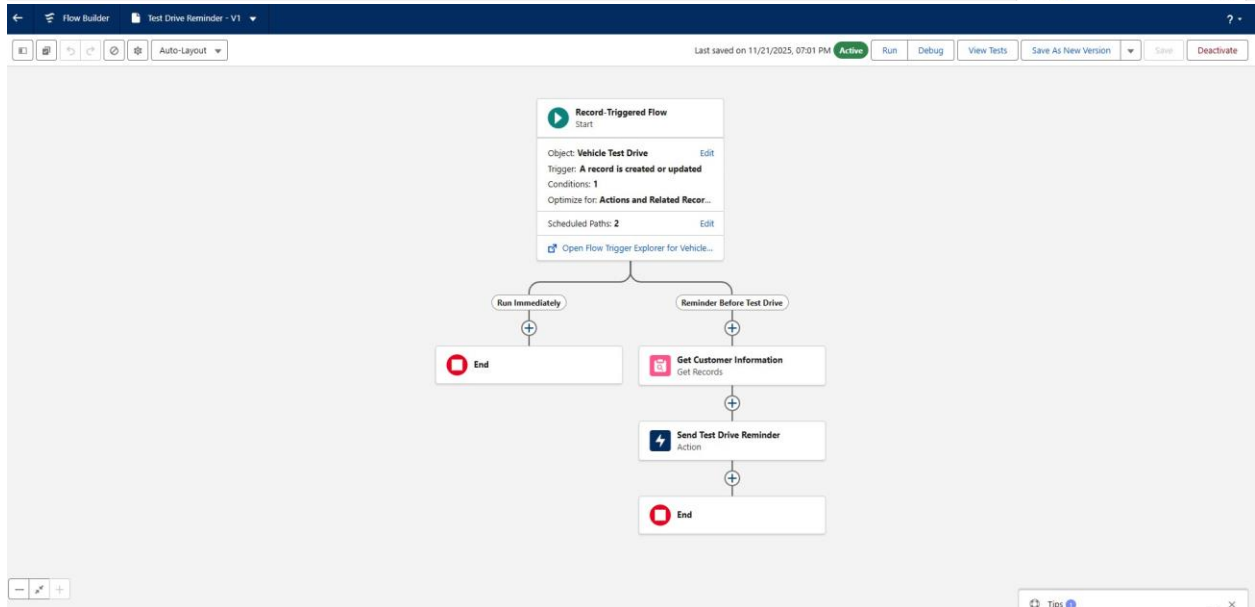 Flow Builder
Test Drive Reminder - V1
? -
Auto-Layout
Last saved on 11/21/2025, 07:01 PM
Active
Run
Debug
View Tests
Save As New Version
Save
Deactivate
Record-Triggered Flow
Start
Object: Vehicle Test Drive
Edit
Trigger: A record is created or updated
Conditions: 1
Optimize for: Actions and Related Recor...
Scheduled Paths: 2
Edit
Open Flow Trigger Explorer for Vehicle...
Run Immediately
Reminder Before Test Drive
End
Get Customer Information
Get Records
Send Test Drive Reminder
Action
End
Tips